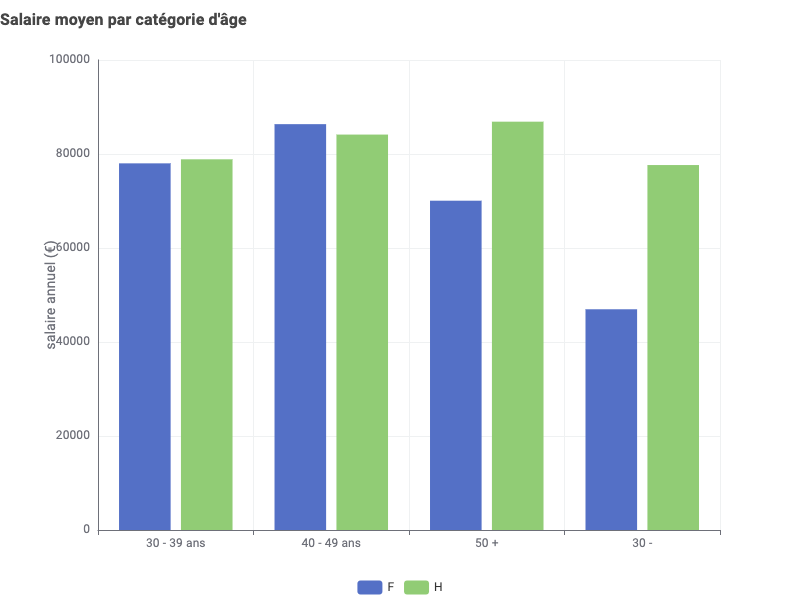 Salaire moyen par catégorie d'âge
100000
80000
60000
40000
20000
0
salaire annuel (€)
30 - 39 ans
40 - 49 ans
50 +
30 -
F
H